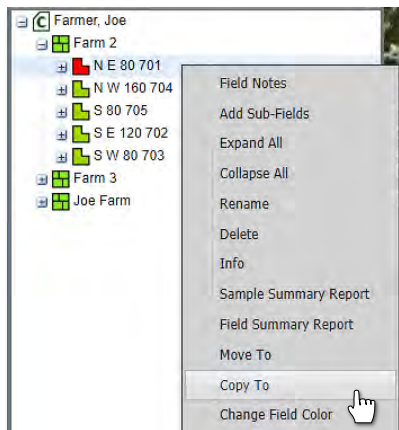 C Farmer, Joe
Farm 2
N E 80 701
N W 160 704
S 80 705
S E 120 702
S W 80 703
Farm 3
Joe Farm
Field Notes
Add Sub-Fields
Expand All
Collapse All
Rename
Delete
Info
Sample Summary Report
Field Summary Report
Move To
Copy To
Change Field Color